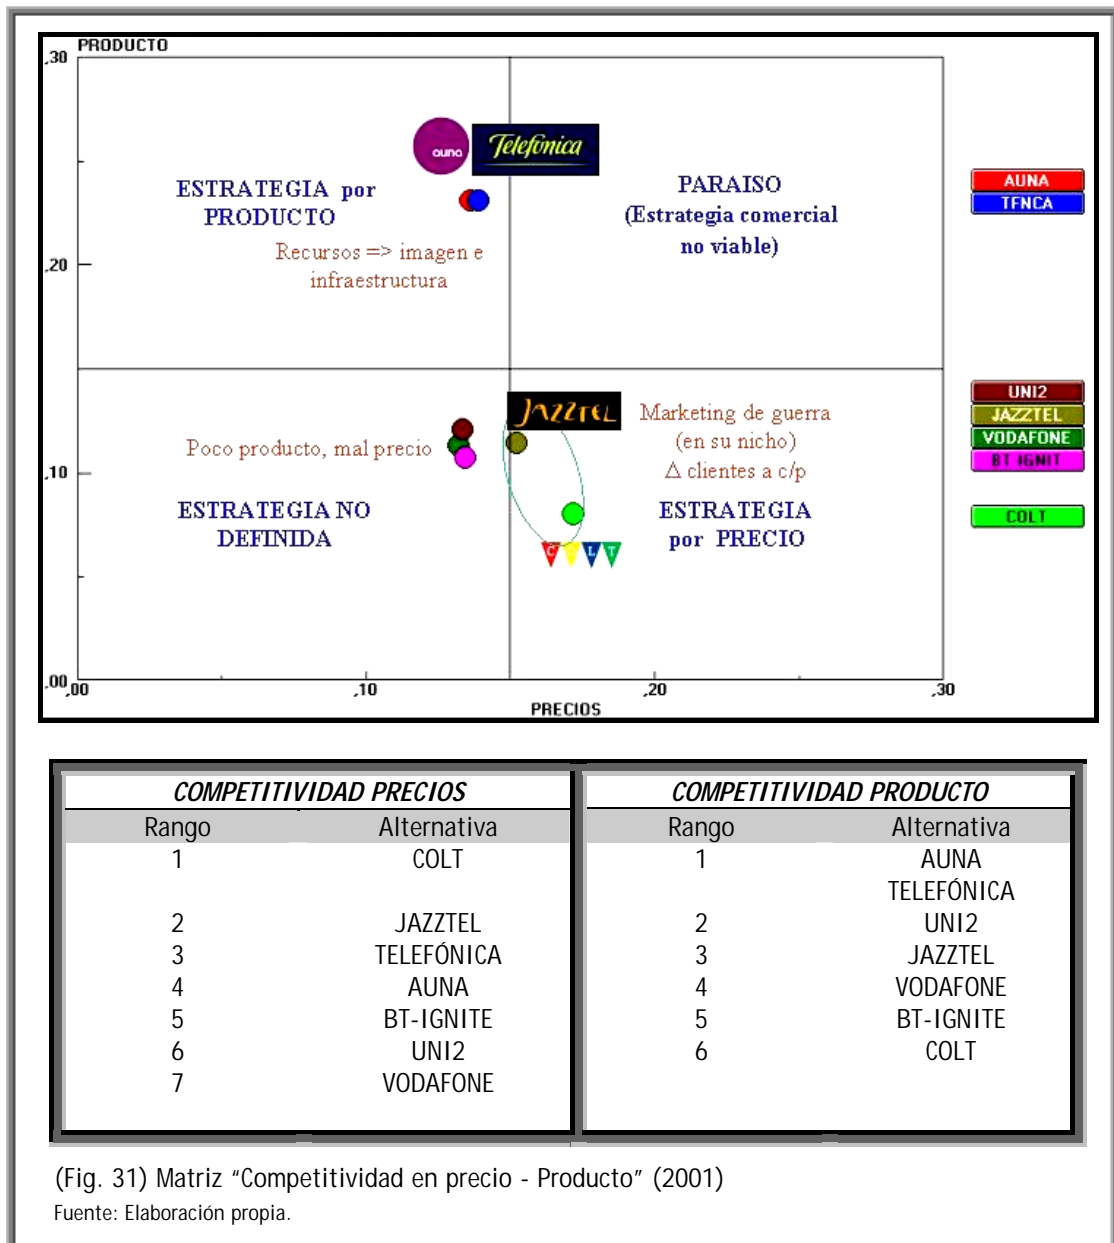 PRODUCTO
,30
auna
Telefónica
ESTRATEGIA por
PRODUCTO
PARAISO
(Estrategia comercial
no viable)
AUNA
TFNCA
Recursos => imagen e
infraestructura
,20
JAZZTEL
Marketing de guerra
(en su nicho)
Δ clientes a c/p
Poco producto, mal precio
UNI2
JAZZTEL
VODAFONE
BT IGNIT
,10
ESTRATEGIA NO
DEFINIDA
ESTRATEGIA
por PRECIO
COLT
C L T
,00
,00
,10
,20
,30
PRECIOS
COMPETITIVIDAD PRECIOS
COMPETITIVIDAD PRODUCTO
Rango Alternativa
Rango Alternativa
1 COLT
1 AUNA
TELEFÓNICA
2 JAZZTEL
2 UNI2
3 TELEFÓNICA
3 JAZZTEL
4 AUNA
4 VODAFONE
5 BT-IGNITE
5 BT-IGNITE
6 UNI2
6 COLT
7 VODAFONE
(Fig. 31) Matriz “Competitividad en precio - Producto” (2001)
Fuente: Elaboración propia.